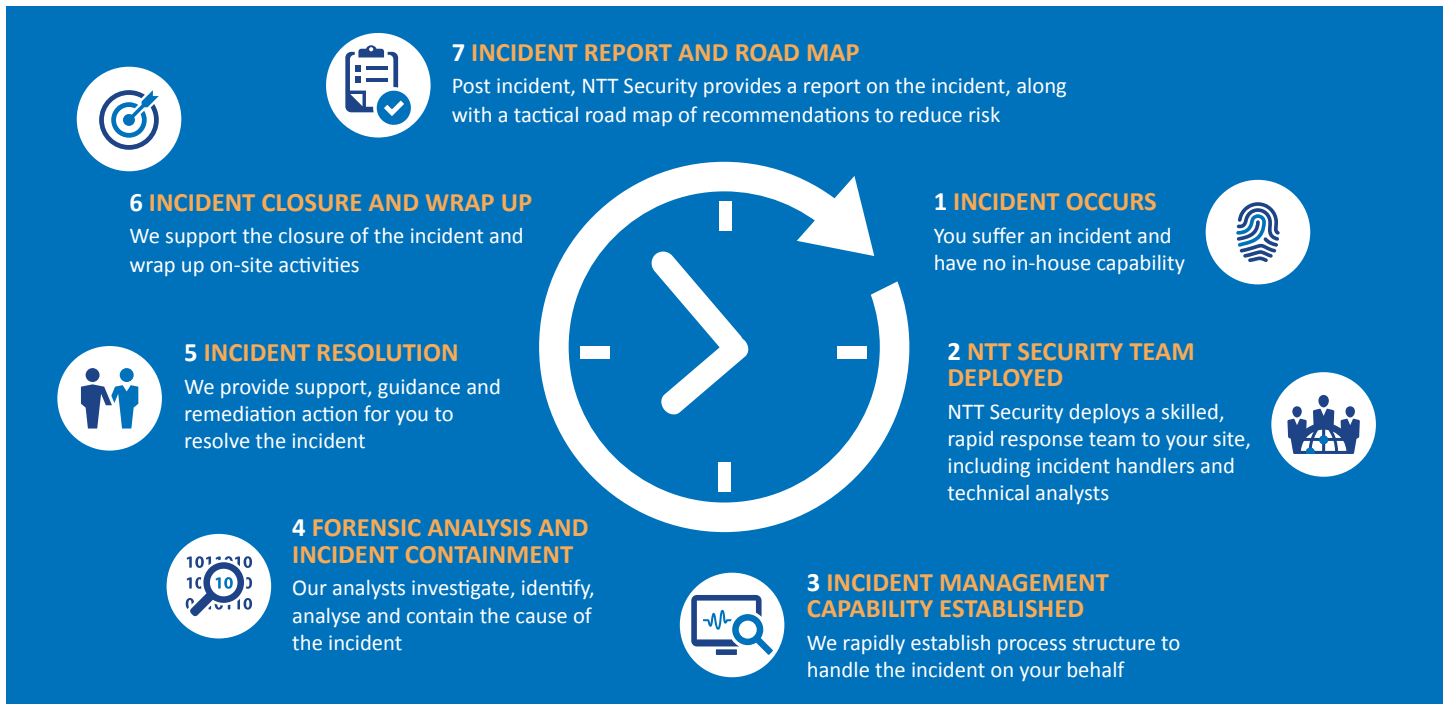 7 INCIDENT REPORT AND ROAD MAP
Post incident, NTT Security provides a report on the incident, along
with a tactical road map of recommendations to reduce risk
6 INCIDENT CLOSURE AND WRAP UP
We support the closure of the incident and
wrap up on-site activities
1 INCIDENT OCCURS
You suffer an incident and
have no in-house capability
5 INCIDENT RESOLUTION
We provide support, guidance and
remediation action for you to
resolve the incident
2 NTT SECURITY TEAM
DEPLOYED
NTT Security deploys a skilled,
rapid response team to your site,
including incident handlers and
technical analysts
4 FORENSIC ANALYSIS AND
INCIDENT CONTAINMENT
Our analysts investigate, identify,
analyse and contain the cause of
the incident
10
3 INCIDENT MANAGEMENT
CAPABILITY ESTABLISHED
We rapidly establish process structure to
handle the incident on your behalf